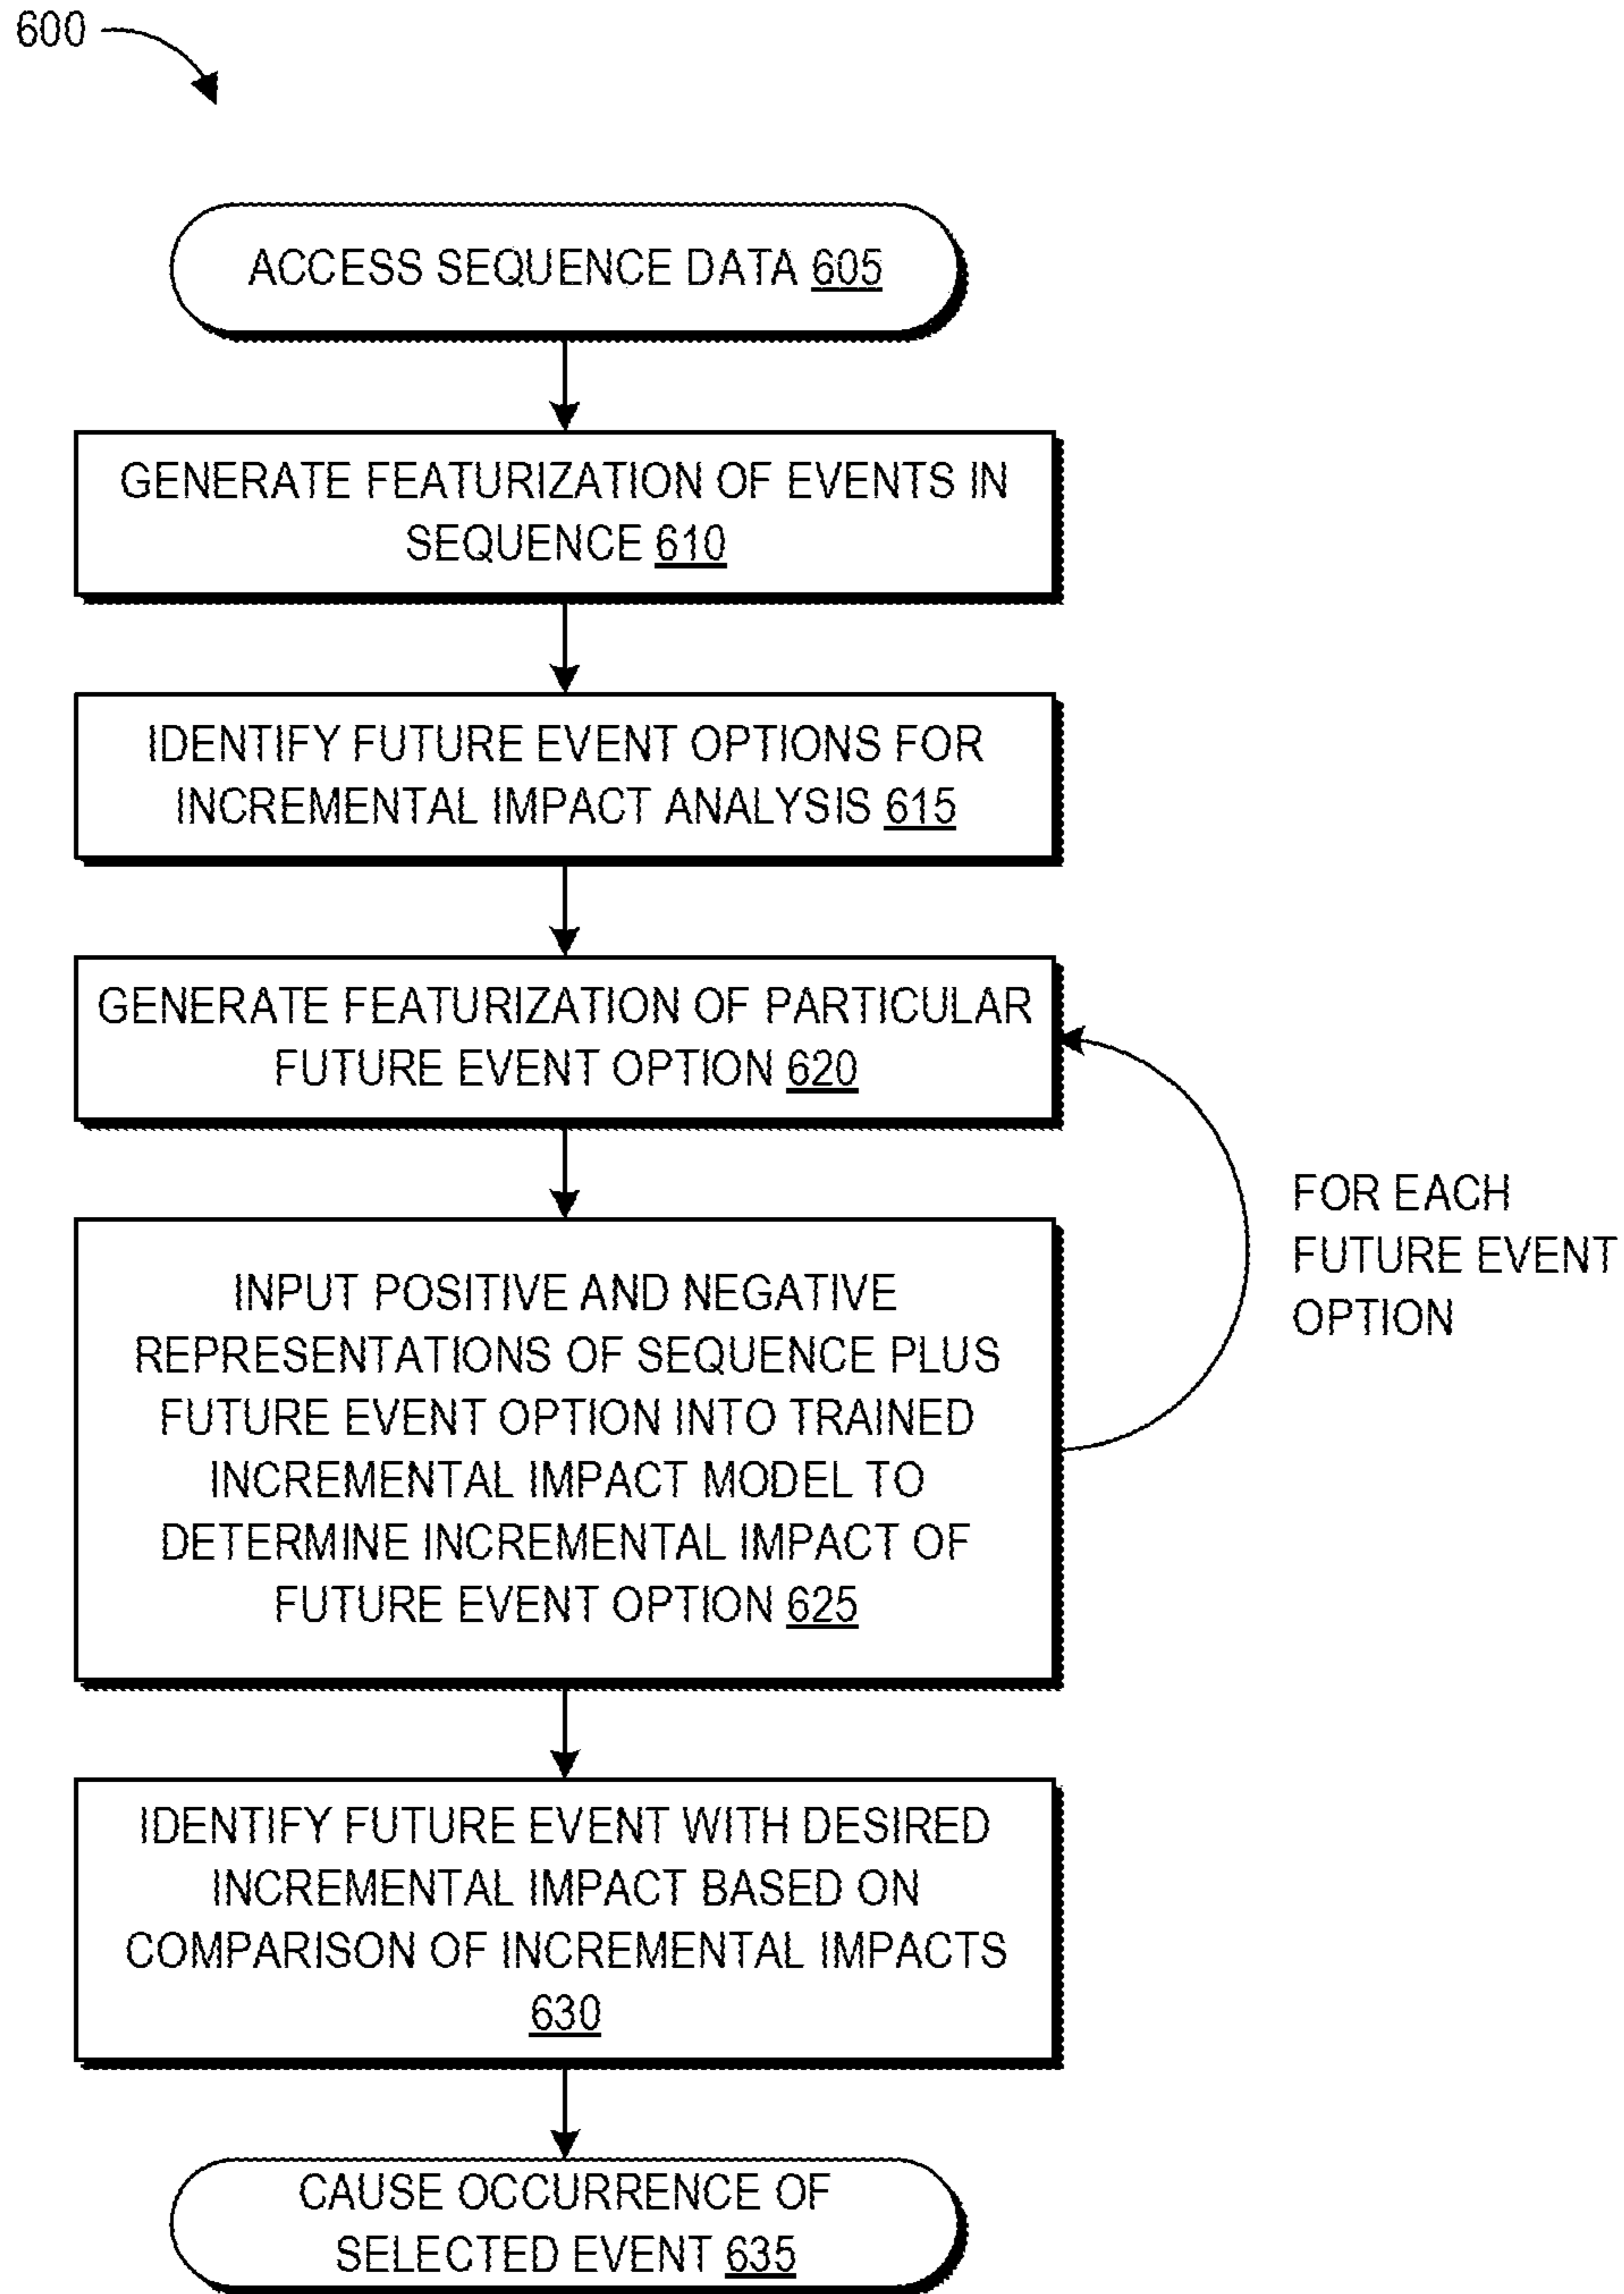 600
ACCESS SEQUENCE DATA 605
GENERATE FEATURIZATION OF EVENTS IN
SEQUENCE 610
IDENTIFY FUTURE EVENT OPTIONS FOR
INCREMENTAL IMPACT ANALYSIS 615
GENERATE FEATURIZATION OF PARTICULAR
FUTURE EVENT OPTION 620
FOR EACH
FUTURE EVENT
OPTION
INPUT POSITIVE AND NEGATIVE
REPRESENTATIONS OF SEQUENCE PLUS
FUTURE EVENT OPTION INTO TRAINED
INCREMENTAL IMPACT MODEL TO
DETERMINE INCREMENTAL IMPACT OF
FUTURE EVENT OPTION 625
IDENTIFY FUTURE EVENT WITH DESIRED
INCREMENTAL IMPACT BASED ON
COMPARISON OF INCREMENTAL IMPACTS
630
CAUSE OCCURRENCE OF
SELECTED EVENT 635